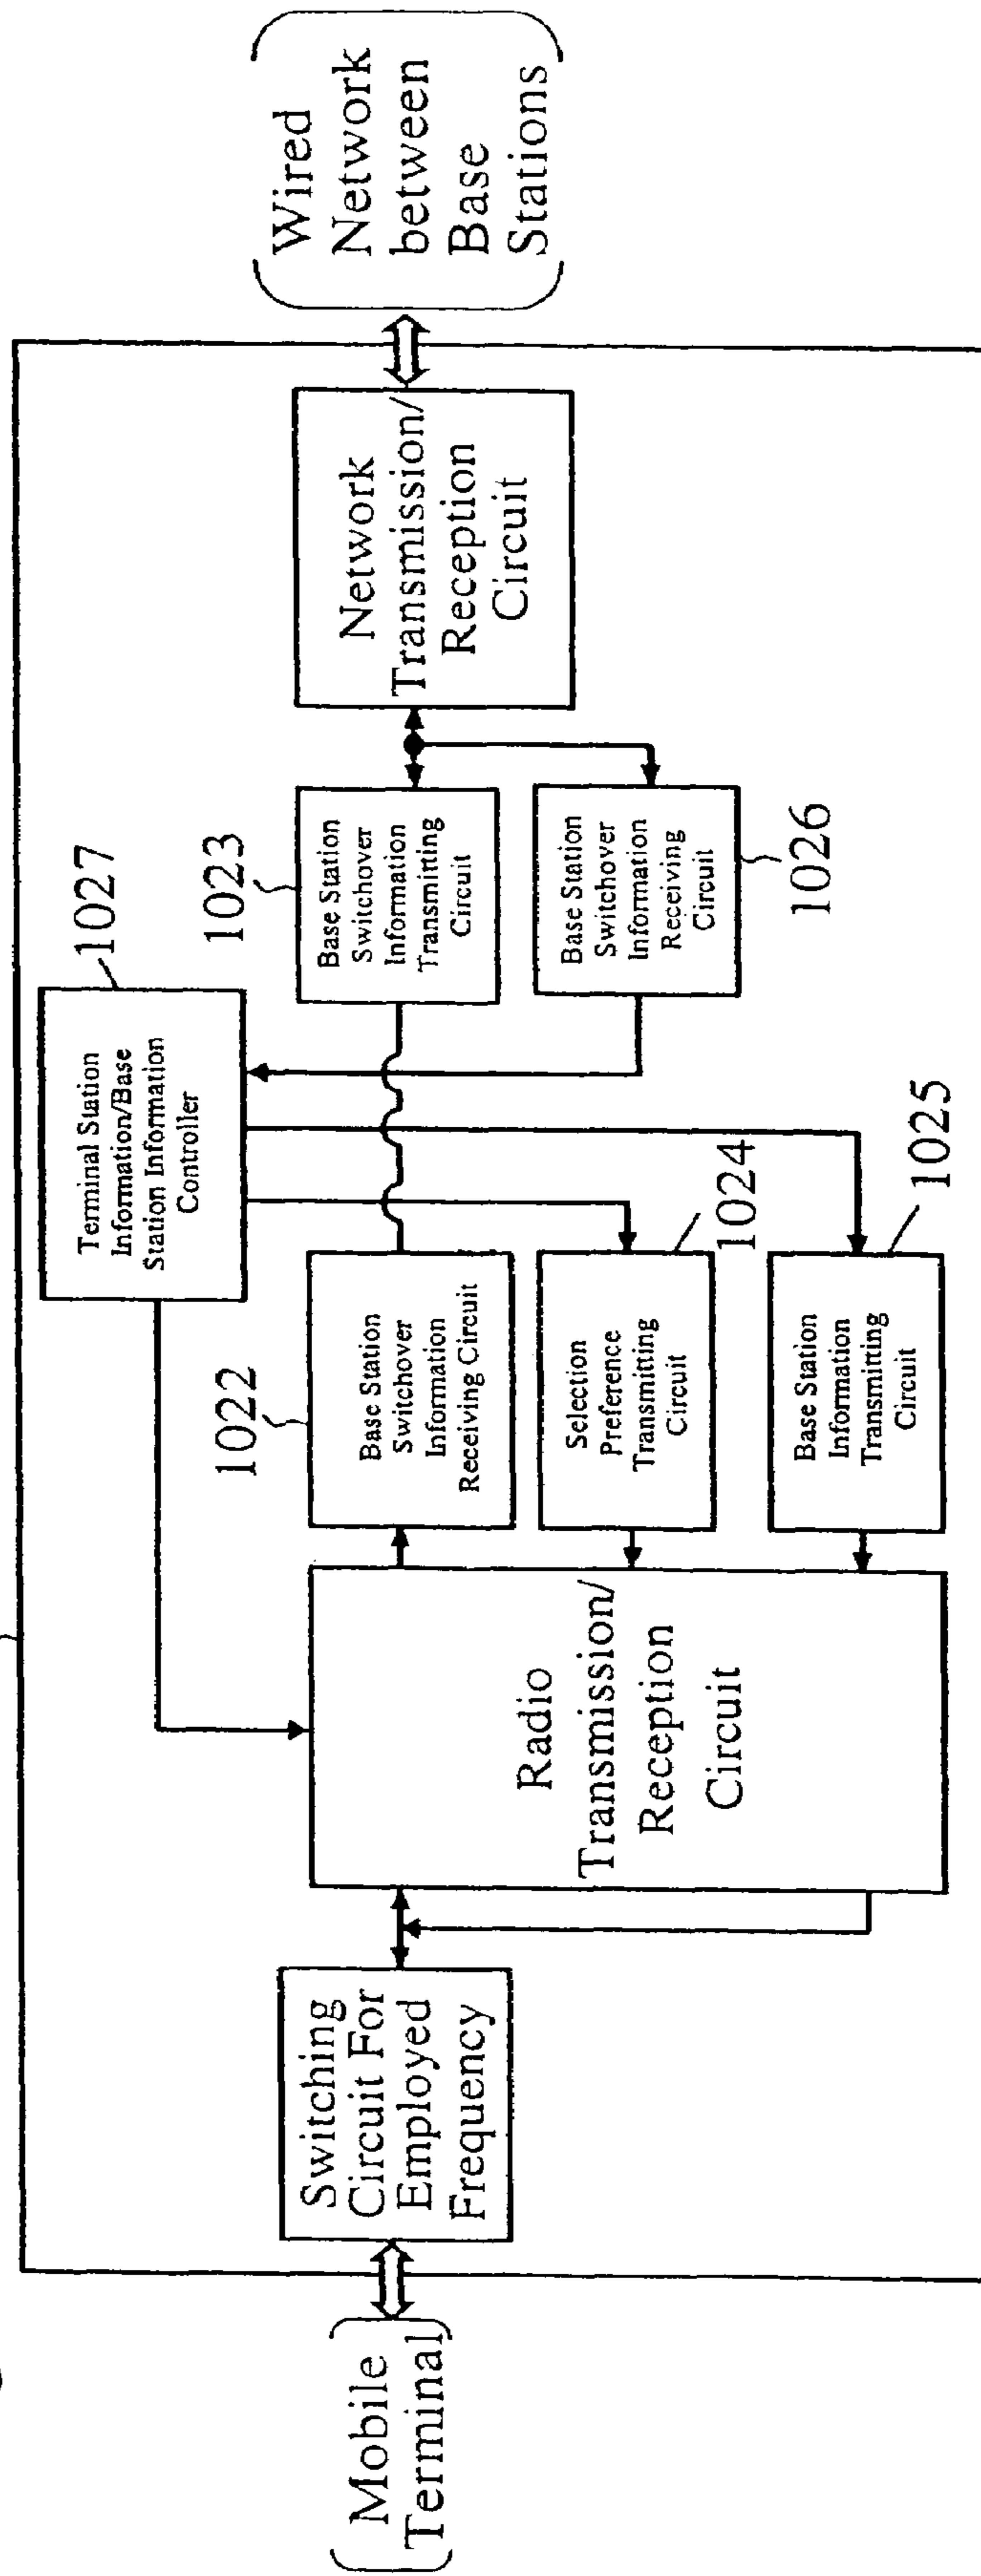 Mobile
Terminal
Switching
Circuit For
Employed
Frequency
Radio
Transmission/
Reception
Circuit
1027
Terminal Station
Information/Base
Station Information
Controller
1022
Base Station
Switchover
Information
Receiving Circuit
Selection
Preference
Transmitting
Circuit
1024
Base Station
Information
Transmitting
Circuit
1025
1023
Base Station
Switchover
Information
Transmitting
Circuit
Base Station
Switchover
Information
Receiving
Circuit
1026
Network
Transmission/
Reception
Circuit
Wired
Network
between
Base
Stations